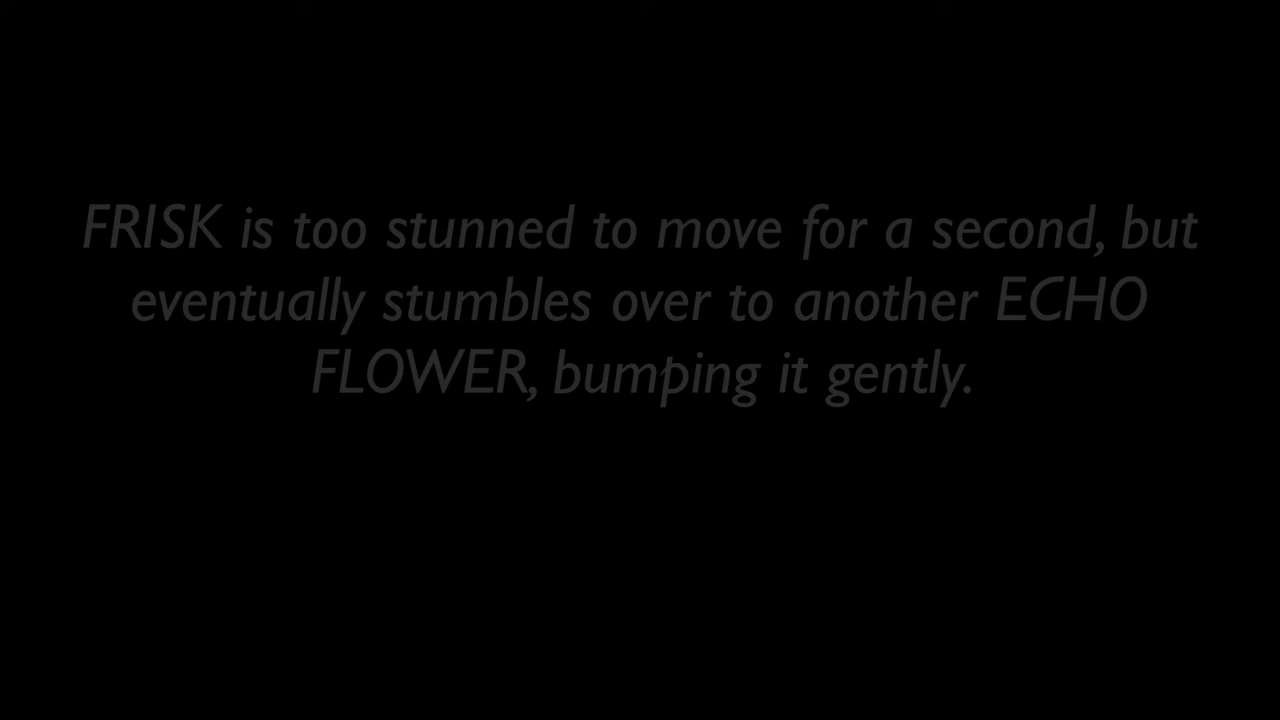 FRISK is too stunned to move for a second, but
eventually stumbles over to another ECHO
FLOWER, bumping it gently.